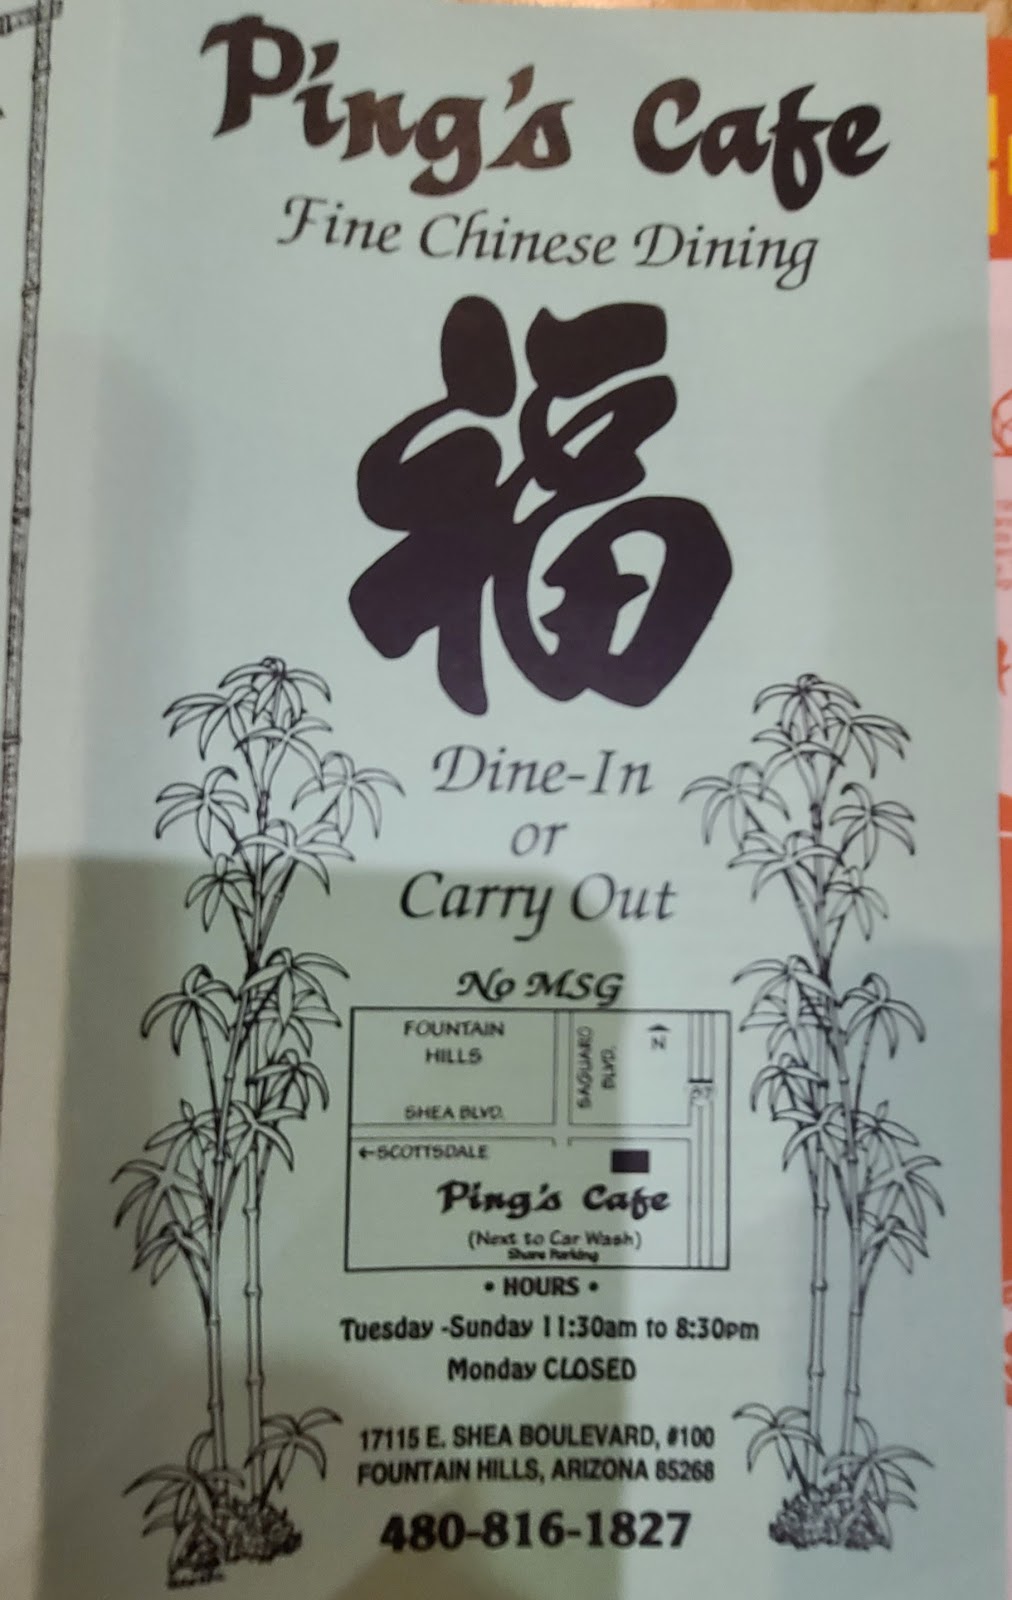 Ping's Cafe
Fine Chinese Dining
福
Dine-In
or
Carry Out
No MSG
FOUNTAIN
HILLS
SAGUARO
BLVD.
N
SHEA BLVD.
←SCOTTSDALE
Ping's Cafe
(Next to Car Wash)
Share Parking
• HOURS •
Tuesday -Sunday 11:30am to 8:30pm
Monday CLOSED
17115 E. SHEA BOULEVARD, #100
FOUNTAIN HILLS, ARIZONA 85268
480-816-1827